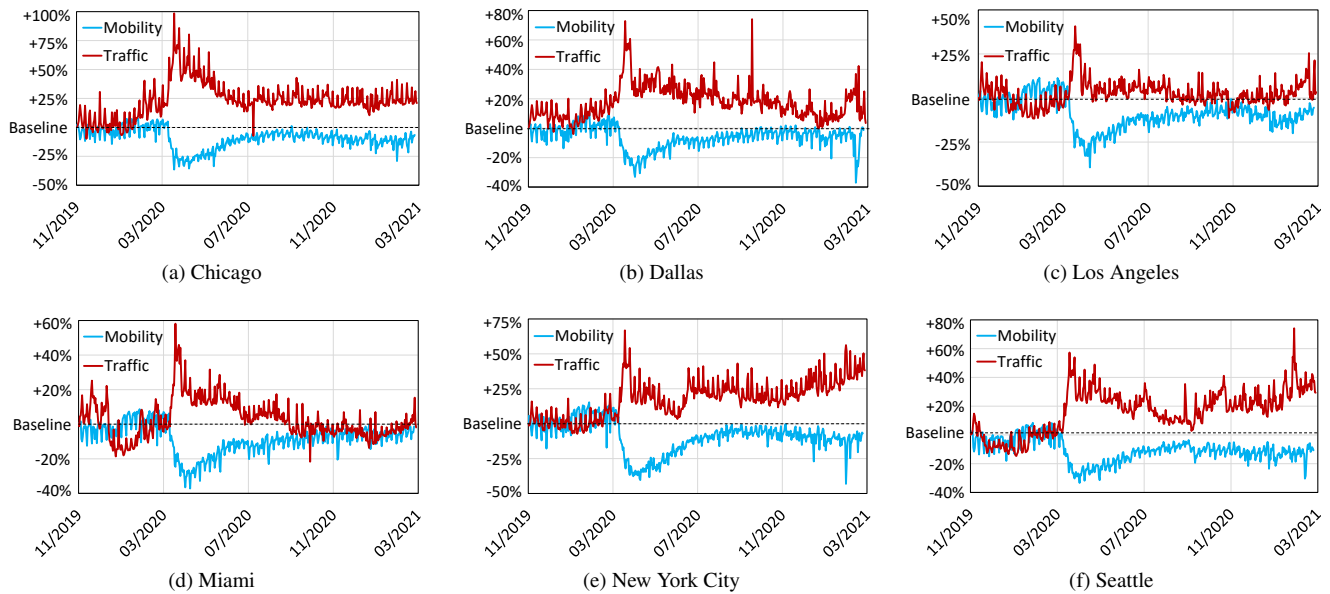 +100%
+75%
+50%
+25%
Baseline
-25%
-50%
Mobility
Traffic
11/2019
03/2020
07/2020
11/2020
03/2021
(a) Chicago
+80%
+60%
+40%
+20%
Baseline
-20%
-40%
Mobility
Traffic
11/2019
03/2020
07/2020
11/2020
03/2021
(b) Dallas
+50%
+25%
Baseline
-25%
-50%
Mobility
Traffic
11/2019
03/2020
07/2020
11/2020
03/2021
(c) Los Angeles
+60%
+40%
+20%
Baseline
-20%
-40%
Mobility
Traffic
11/2019
03/2020
07/2020
11/2020
03/2021
(d) Miami
+75%
+50%
+25%
Baseline
-25%
-50%
Mobility
Traffic
11/2019
03/2020
07/2020
11/2020
03/2021
(e) New York City
+80%
+60%
+40%
+20%
Baseline
-20%
-40%
Mobility
Traffic
11/2019
03/2020
07/2020
11/2020
03/2021
(f) Seattle